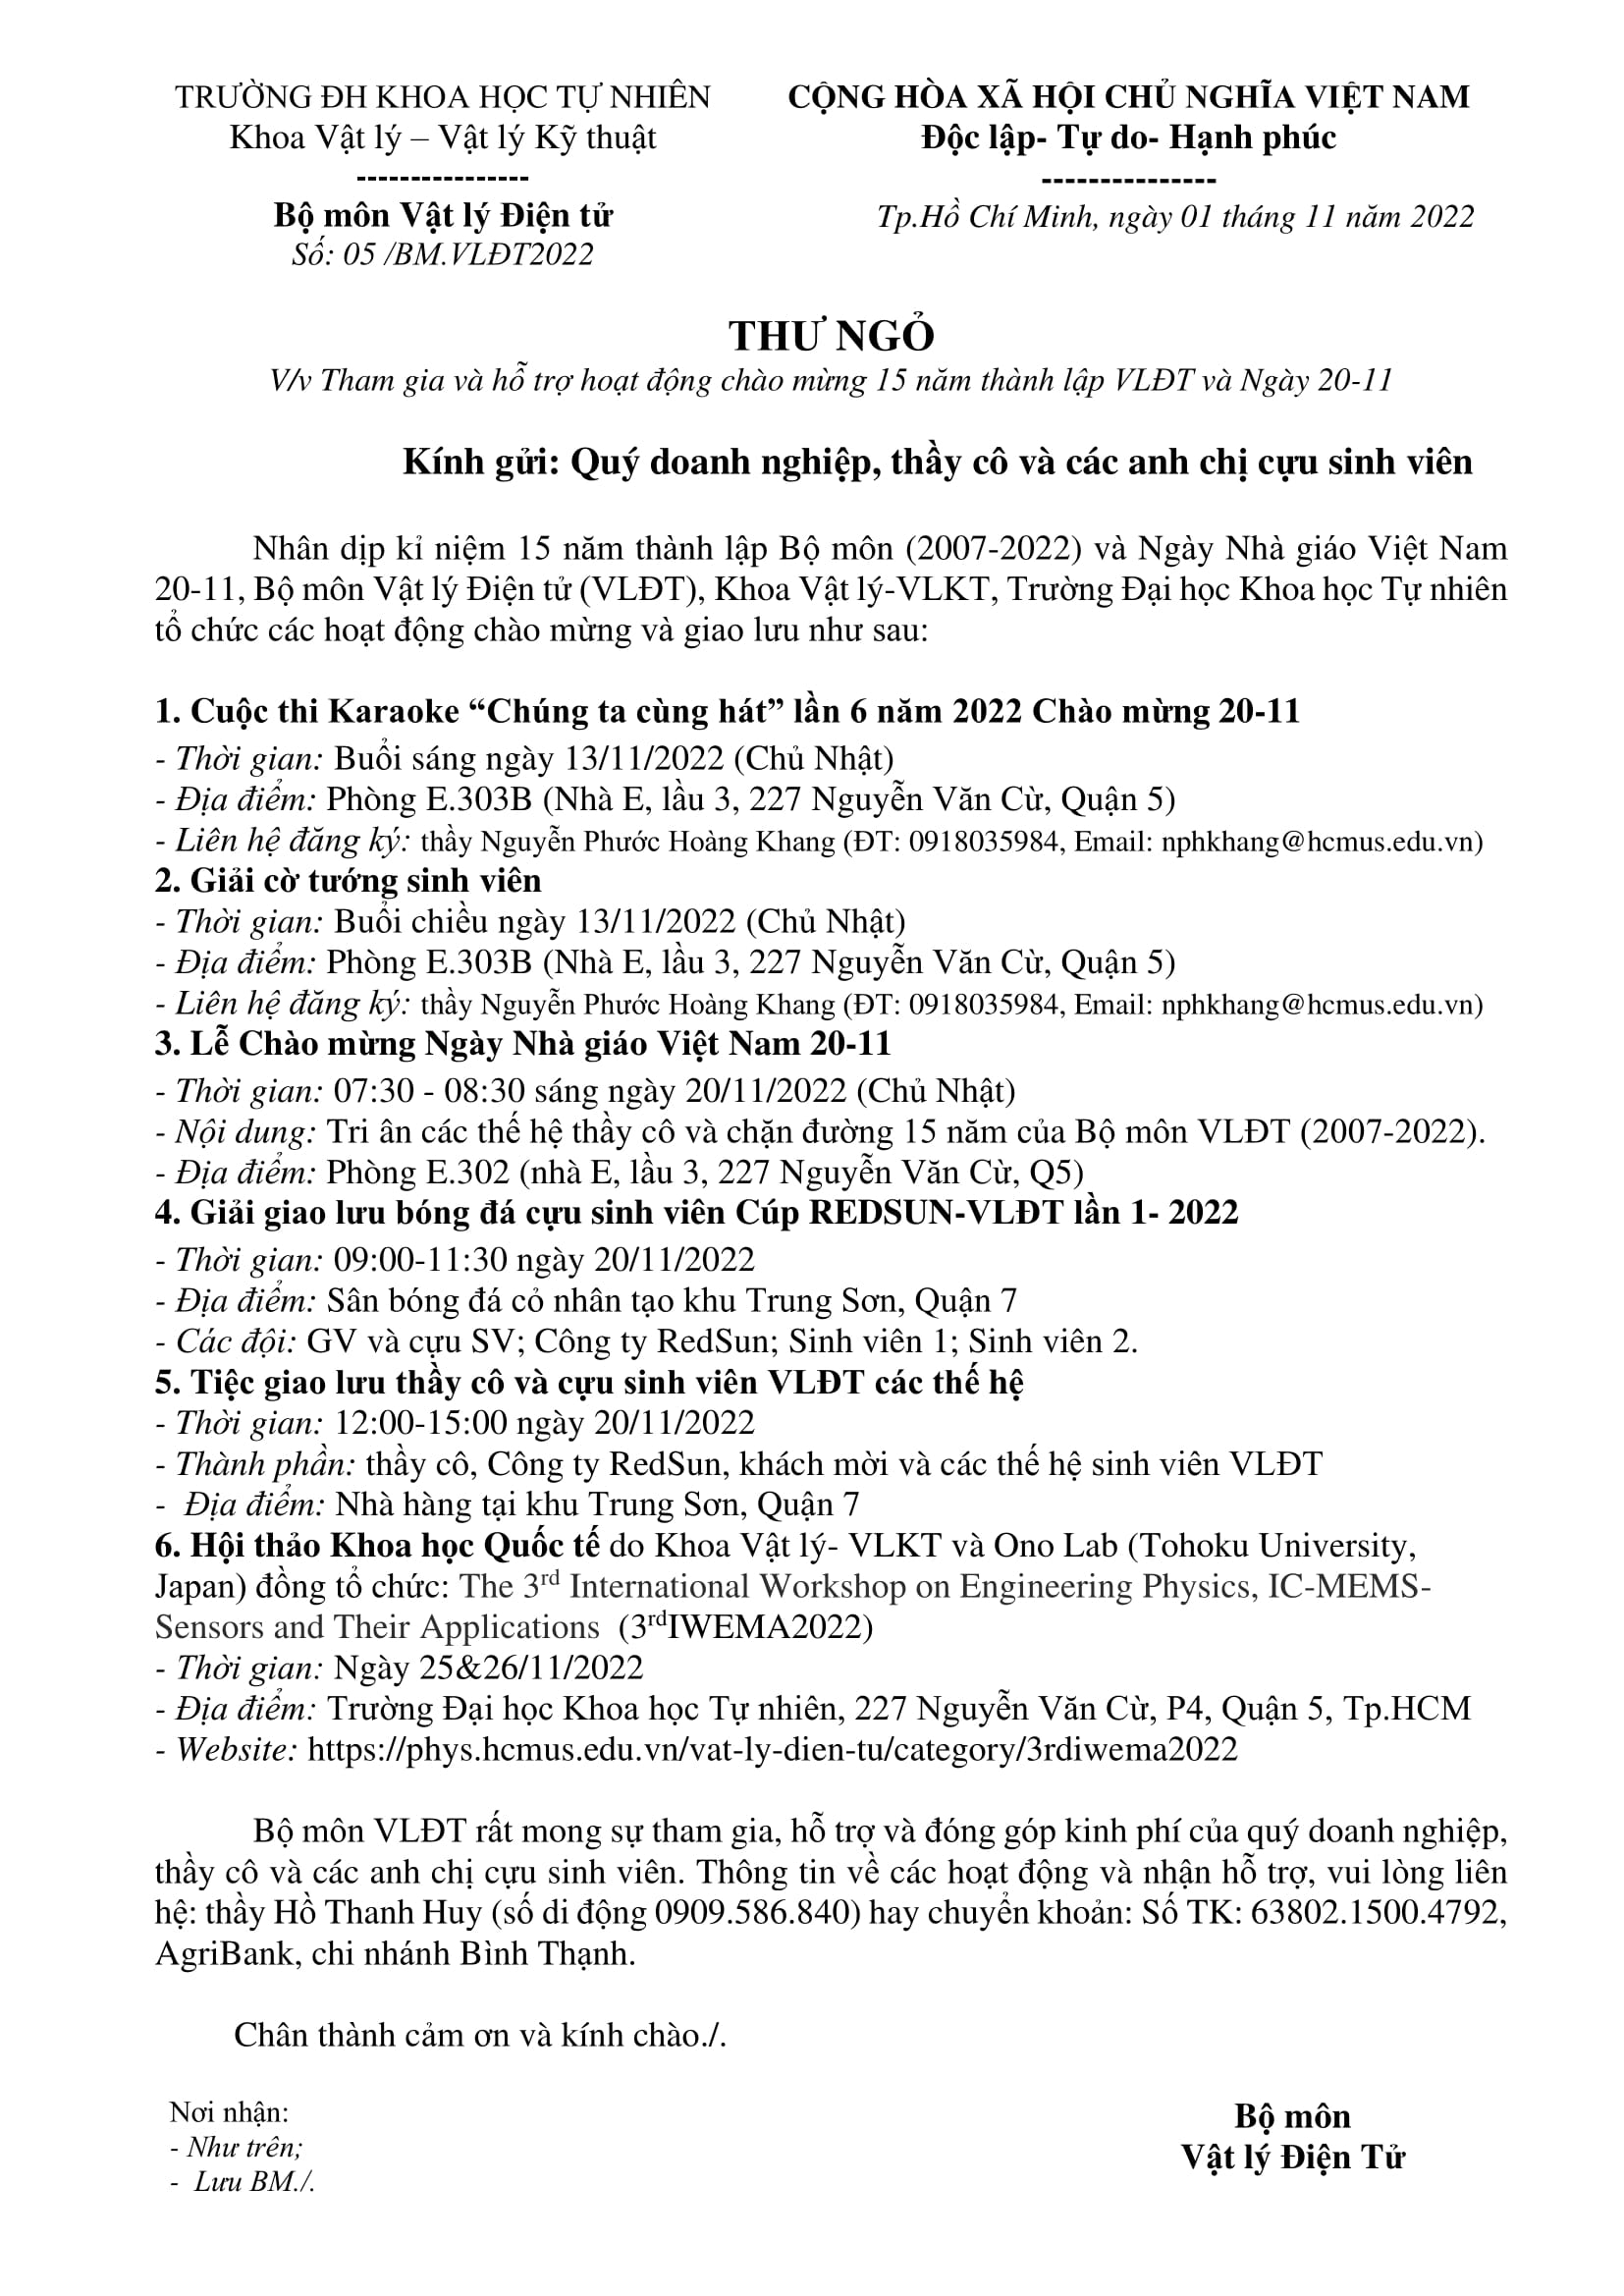 TRƯỜNG ĐH KHOA HỌC TỰ NHIÊN
Khoa Vật lý – Vật lý Kỹ thuật
----------------
Bộ môn Vật lý Điện tử
Số: 05 /BM.VLĐT2022
CỘNG HÒA XÃ HỘI CHỦ NGHĨA VIỆT NAM
Độc lập- Tự do- Hạnh phúc
---------------
Tp.Hồ Chí Minh, ngày 01 tháng 11 năm 2022
THƯ NGỎ
V/v Tham gia và hỗ trợ hoạt động chào mừng 15 năm thành lập VLĐT và Ngày 20-11
Kính gửi: Quý doanh nghiệp, thầy cô và các anh chị cựu sinh viên
Nhân dịp kỉ niệm 15 năm thành lập Bộ môn (2007-2022) và Ngày Nhà giáo Việt Nam
20-11, Bộ môn Vật lý Điện tử (VLĐT), Khoa Vật lý-VLKT, Trường Đại học Khoa học Tự nhiên
tổ chức các hoạt động chào mừng và giao lưu như sau:
1. Cuộc thi Karaoke “Chúng ta cùng hát” lần 6 năm 2022 Chào mừng 20-11
- Thời gian: Buổi sáng ngày 13/11/2022 (Chủ Nhật)
- Địa điểm: Phòng E.303B (Nhà E, lầu 3, 227 Nguyễn Văn Cừ, Quận 5)
- Liên hệ đăng ký: thầy Nguyễn Phước Hoàng Khang (ĐT: 0918035984, Email: nphkhang@hcmus.edu.vn)
2. Giải cờ tướng sinh viên
- Thời gian: Buổi chiều ngày 13/11/2022 (Chủ Nhật)
- Địa điểm: Phòng E.303B (Nhà E, lầu 3, 227 Nguyễn Văn Cừ, Quận 5)
- Liên hệ đăng ký: thầy Nguyễn Phước Hoàng Khang (ĐT: 0918035984, Email: nphkhang@hcmus.edu.vn)
3. Lễ Chào mừng Ngày Nhà giáo Việt Nam 20-11
- Thời gian: 07:30 - 08:30 sáng ngày 20/11/2022 (Chủ Nhật)
- Nội dung: Tri ân các thế hệ thầy cô và chặn đường 15 năm của Bộ môn VLĐT (2007-2022).
- Địa điểm: Phòng E.302 (nhà E, lầu 3, 227 Nguyễn Văn Cừ, Q5)
4. Giải giao lưu bóng đá cựu sinh viên Cúp REDSUN-VLĐT lần 1- 2022
- Thời gian: 09:00-11:30 ngày 20/11/2022
- Địa điểm: Sân bóng đá cỏ nhân tạo khu Trung Sơn, Quận 7
- Các đội: GV và cựu SV; Công ty RedSun; Sinh viên 1; Sinh viên 2.
5. Tiệc giao lưu thầy cô và cựu sinh viên VLĐT các thế hệ
- Thời gian: 12:00-15:00 ngày 20/11/2022
- Thành phần: thầy cô, Công ty RedSun, khách mời và các thế hệ sinh viên VLĐT
- Địa điểm: Nhà hàng tại khu Trung Sơn, Quận 7
6. Hội thảo Khoa học Quốc tế do Khoa Vật lý- VLKT và Ono Lab (Tohoku University,
Japan) đồng tổ chức: The 3rd International Workshop on Engineering Physics, IC-MEMS-
Sensors and Their Applications (3rdIWEMA2022)
- Thời gian: Ngày 25&26/11/2022
- Địa điểm: Trường Đại học Khoa học Tự nhiên, 227 Nguyễn Văn Cừ, P4, Quận 5, Tp.HCM
- Website: https://phys.hcmus.edu.vn/vat-ly-dien-tu/category/3rdiwema2022
Bộ môn VLĐT rất mong sự tham gia, hỗ trợ và đóng góp kinh phí của quý doanh nghiệp,
thầy cô và các anh chị cựu sinh viên. Thông tin về các hoạt động và nhận hỗ trợ, vui lòng liên
hệ: thầy Hồ Thanh Huy (số di động 0909.586.840) hay chuyển khoản: Số TK: 63802.1500.4792,
AgriBank, chi nhánh Bình Thạnh.
Chân thành cảm ơn và kính chào./.
Nơi nhận:
- Như trên;
- Lưu BM./.
Bộ môn
Vật lý Điện Tử